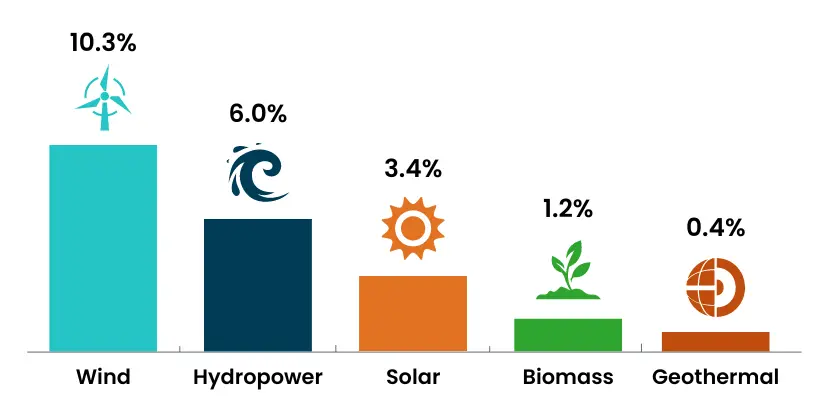 10.3%
6.0%
3.4%
1.2%
0.4%
Wind
Hydropower
Solar
Biomass
Geothermal